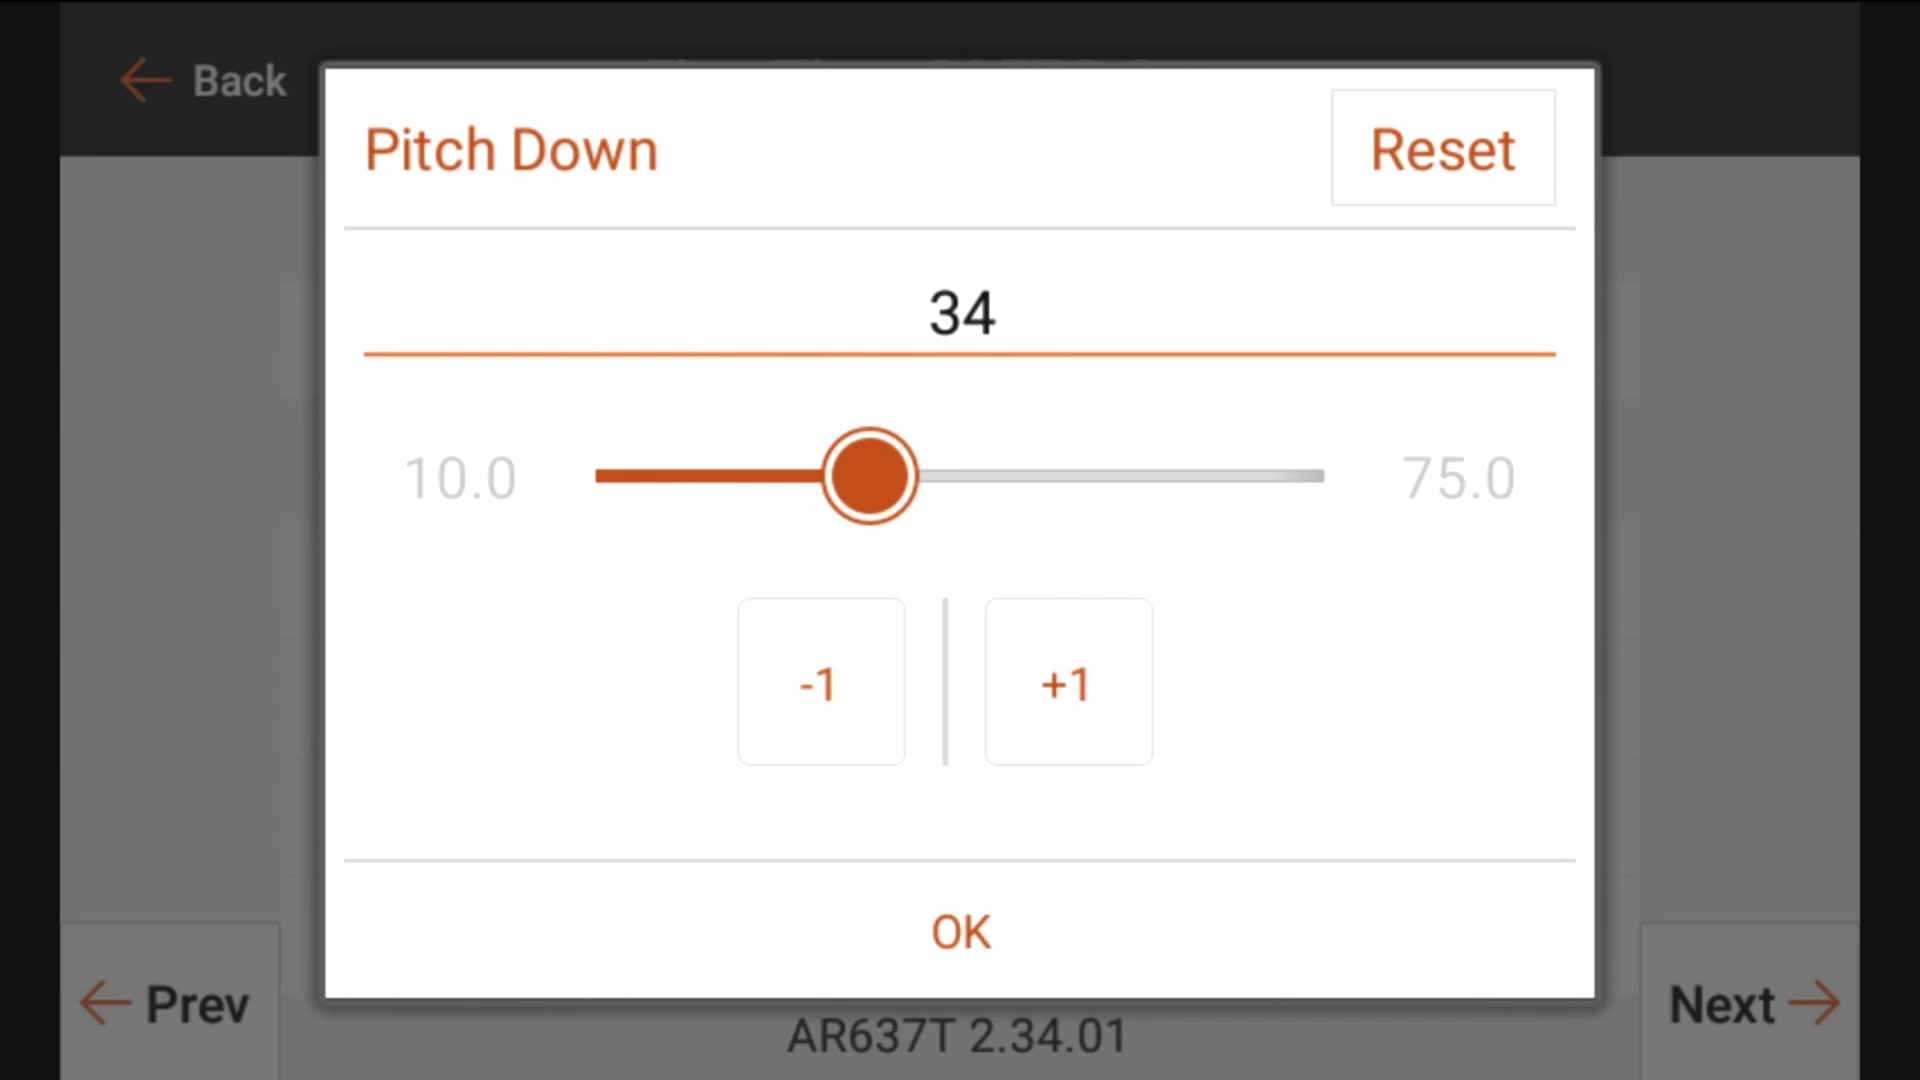 Back
Pitch Down
Reset
34
10.0
75.0
-1
+1
OK
Prev
Next
AR637T 2.34.01